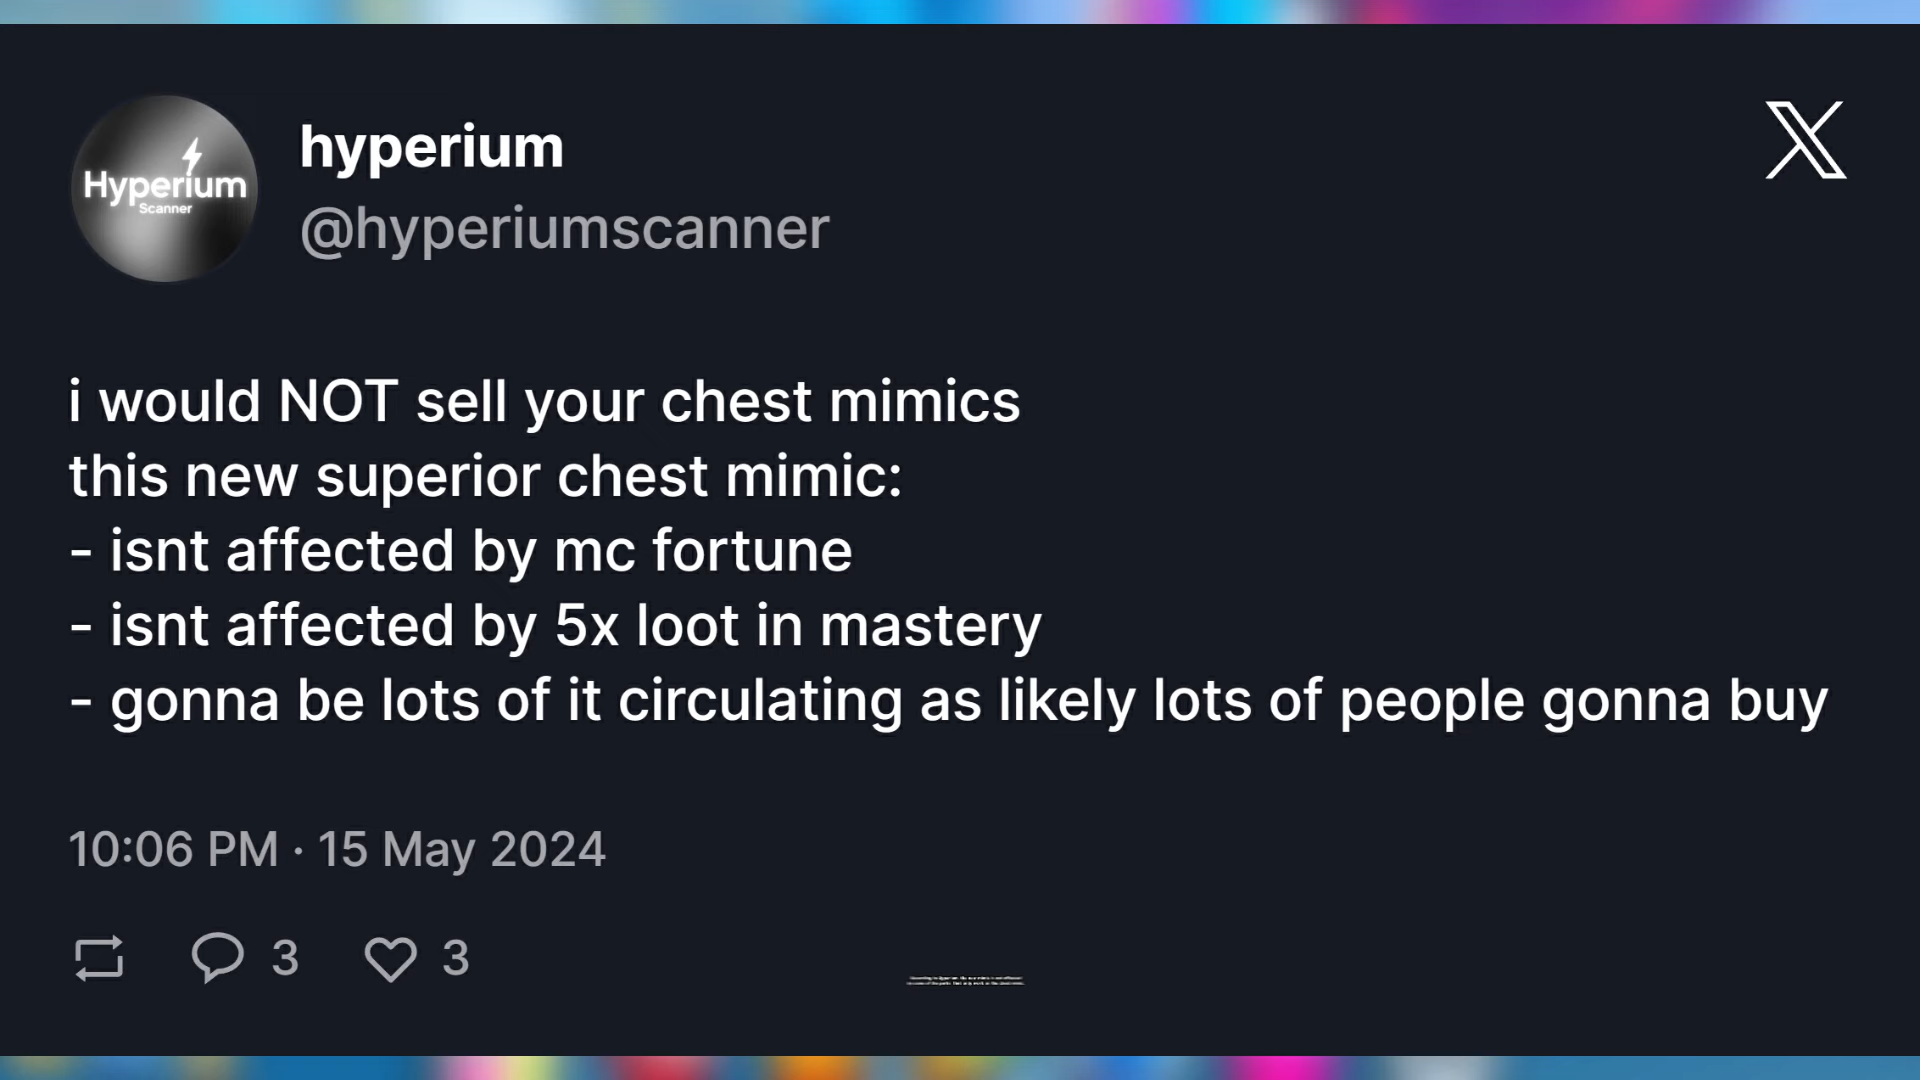 Hyperium
Scanner
hyperium
@hyperiumscanner
i would NOT sell your chest mimics
this new superior chest mimic:
- isnt affected by mc fortune
- isnt affected by 5x loot in mastery
- gonna be lots of it circulating as likely lots of people gonna buy
10:06 PM · 15 May 2024
3 3